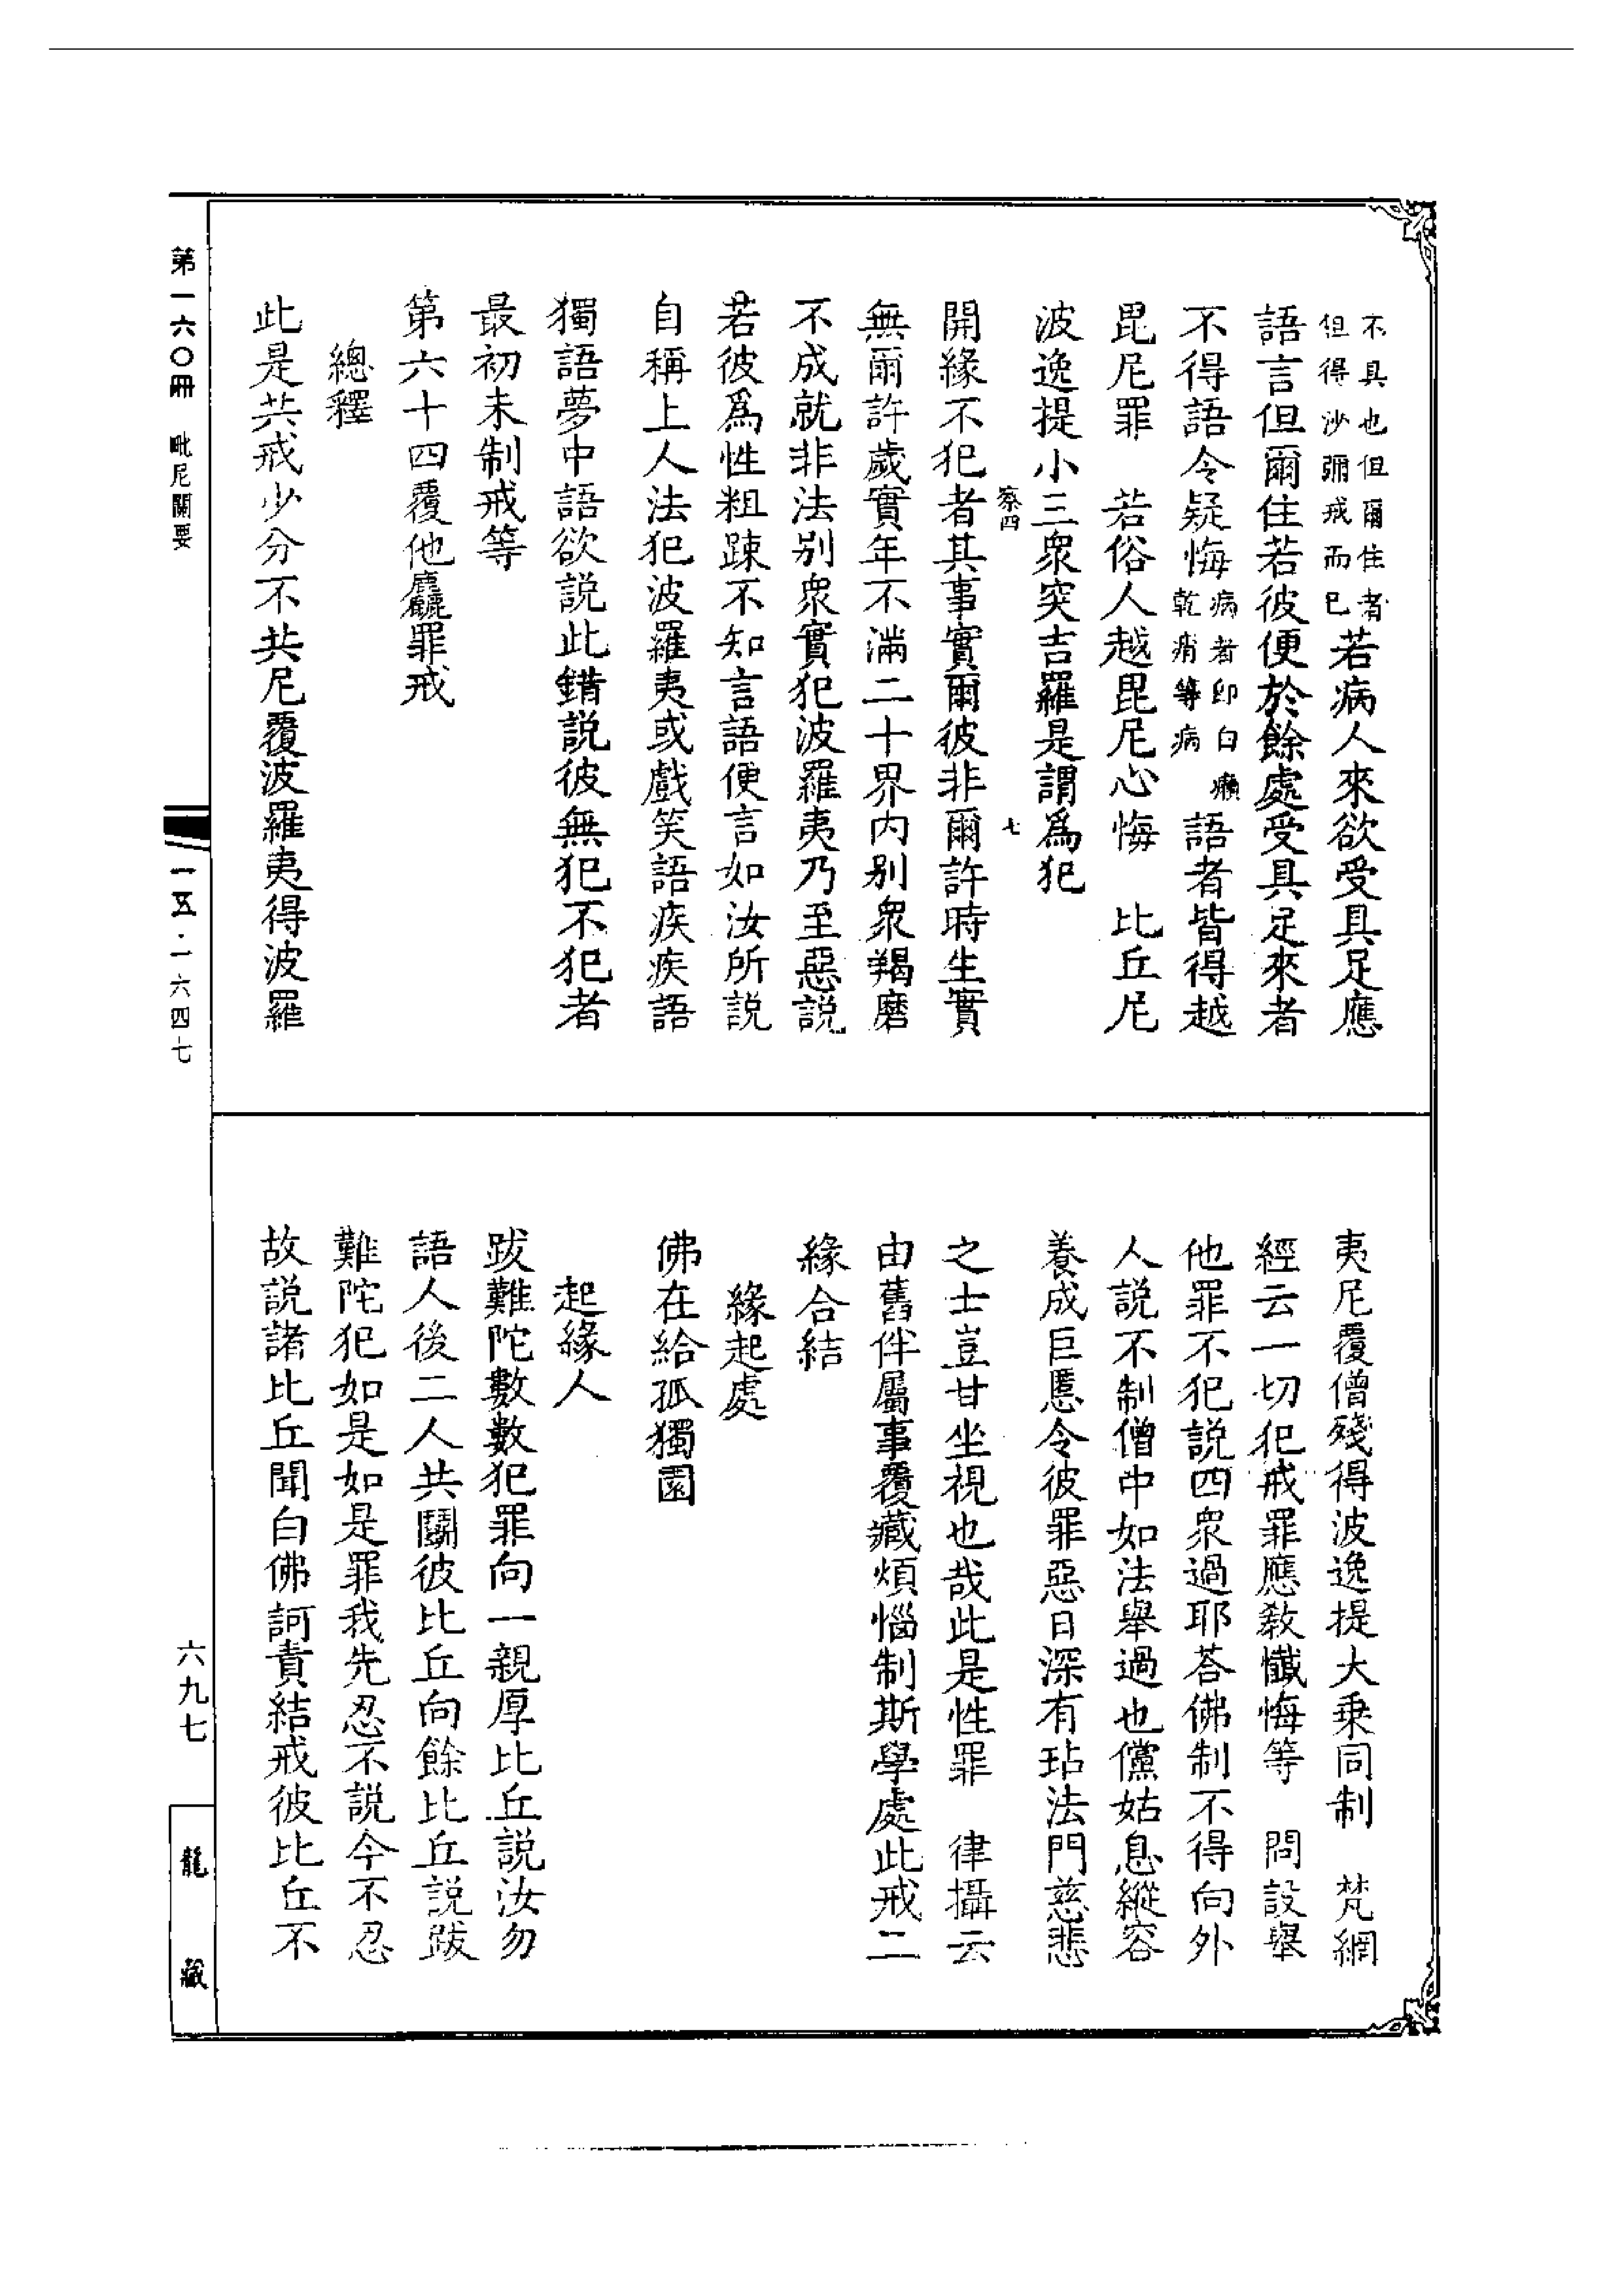 不具也但爾住者
但得沙彌戒而已
若病人來欲受具足應
語言但爾住若彼便於餘處受具足來者
不得語令疑悔
病者即白癩
乾痟等病
語者皆得越
毘尼罪　若俗人越毘尼心悔　比丘尼
波逸提小三衆突吉羅是謂爲犯
察四　七
開緣不犯者其事實爾彼非爾許時生實
無爾許歲實年不滿二十界内别衆羯磨
不成就非法别衆實犯波羅夷乃至惡説
若彼爲性粗踈不知言語便言如汝所説
自稱上人法犯波羅夷或戲笑語疾疾語
獨語夢中語欲説此錯説彼無犯不犯者
最初未制戒等
第六十四覆他麤罪戒
總釋
此是共戒少分不共尼覆波羅夷得波羅
夷尼覆僧殘得波逸提大乗同制　梵網
經云一切犯戒罪應教懺悔等　問設舉
他罪不犯説四衆過耶荅佛制不得向外
人説不制僧中如法舉過也儻姑息縱容
養成巨慝令彼罪惡日深有玷法門慈悲
之士豈甘坐視也哉此是性罪　律攝云
由舊伴屬事覆藏煩惱制斯學處此戒二
緣合結
緣起處
佛在給孤獨園
起緣人
跋難陀數數犯罪向一親厚比丘説汝勿
語人後二人共鬬彼比丘向餘比丘説跋
難陀犯如是如是罪我先忍不説今不忍
故説諸比丘聞白佛訶責結戒彼比丘不
第一六〇冊　毗尼關要
一五·一六四七
六九七
龍藏